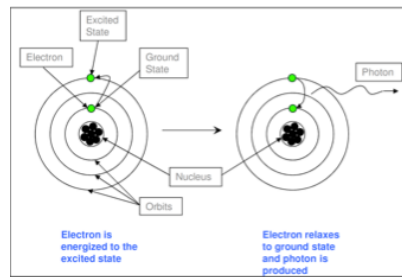 Excited
State
Electron
Ground
State
Photon
Nucleus
Orbits
Electron is
energized to the
excited state
Electron relaxes
to ground state
and photon is
produced